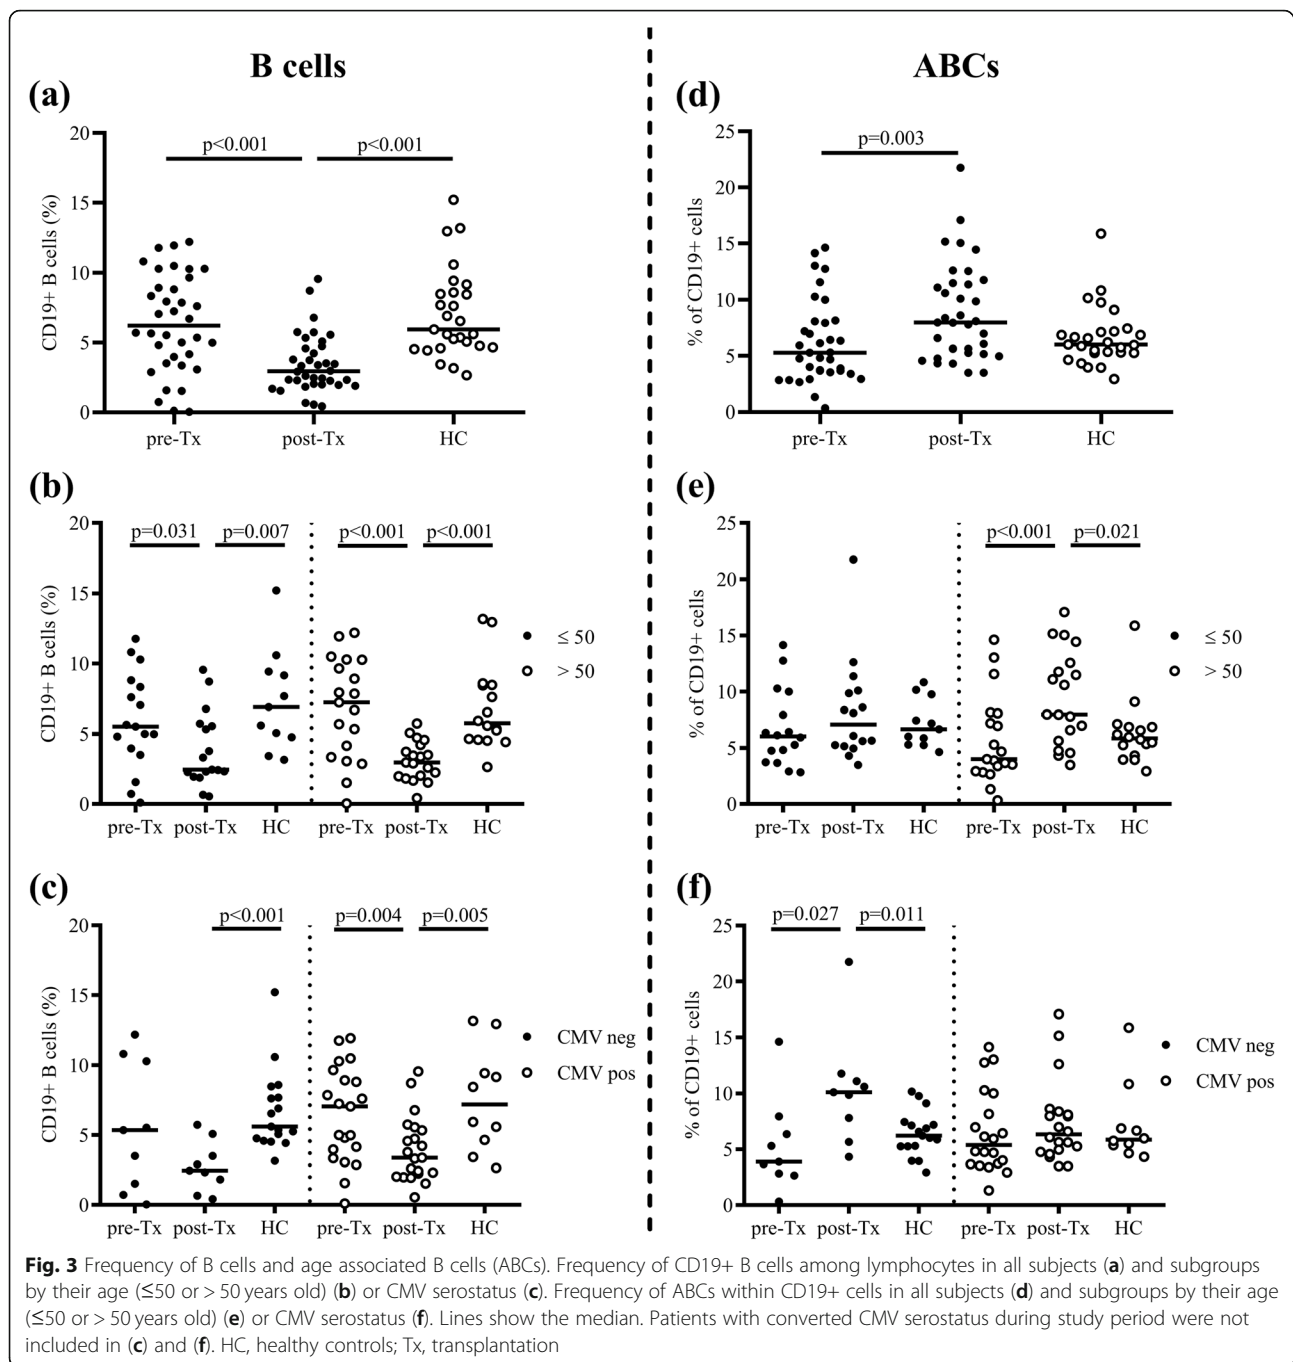 B cells
ABCs
(a)
20
15
10
5
0
CD19+ B cells (%)
p<0.001
p<0.001
pre-Tx
post-Tx
HC
(d)
25
20
15
10
5
0
% of CD19+ cells
p=0.003
pre-Tx
post-Tx
HC
(b)
20
15
10
5
0
CD19+ B cells (%)
p=0.031
p=0.007
p<0.001
p<0.001
≤ 50
> 50
pre-Tx
post-Tx
HC
pre-Tx
post-Tx
HC
(e)
25
20
15
10
5
0
% of CD19+ cells
p<0.001
p=0.021
≤ 50
> 50
pre-Tx
post-Tx
HC
pre-Tx
post-Tx
HC
(c)
20
15
10
5
0
CD19+ B cells (%)
p<0.001
p=0.004
p=0.005
CMV neg
CMV pos
pre-Tx
post-Tx
HC
pre-Tx
post-Tx
HC
(f)
25
20
15
10
5
0
% of CD19+ cells
p=0.027
p=0.011
CMV neg
CMV pos
pre-Tx
post-Tx
HC
pre-Tx
post-Tx
HC
Fig. 3 Frequency of B cells and age associated B cells (ABCs). Frequency of CD19+ B cells among lymphocytes in all subjects (a) and subgroups
by their age (≤50 or > 50 years old) (b) or CMV serostatus (c). Frequency of ABCs within CD19+ cells in all subjects (d) and subgroups by their age
(≤50 or > 50 years old) (e) or CMV serostatus (f). Lines show the median. Patients with converted CMV serostatus during study period were not
included in (c) and (f). HC, healthy controls; Tx, transplantation